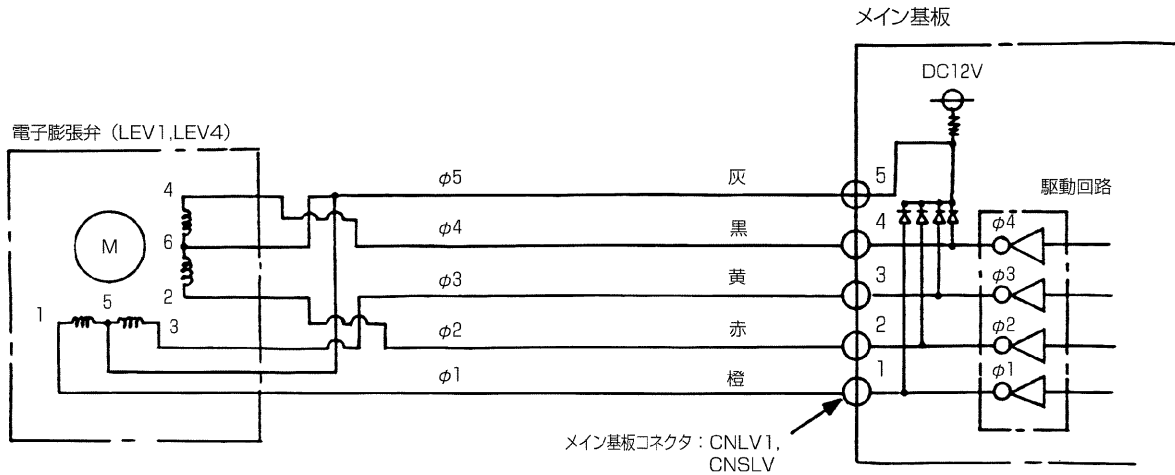 メイン基板
DC12V
電子膨張弁（LEV1,LEV4）
駆動回路
4
6
2
M
1
5
3
φ5
灰
5
φ4
黒
4
φ4
φ3
黄
3
φ3
φ2
赤
2
φ2
φ1
橙
1
φ1
メイン基板コネクタ：CNLV1,
CNSLV